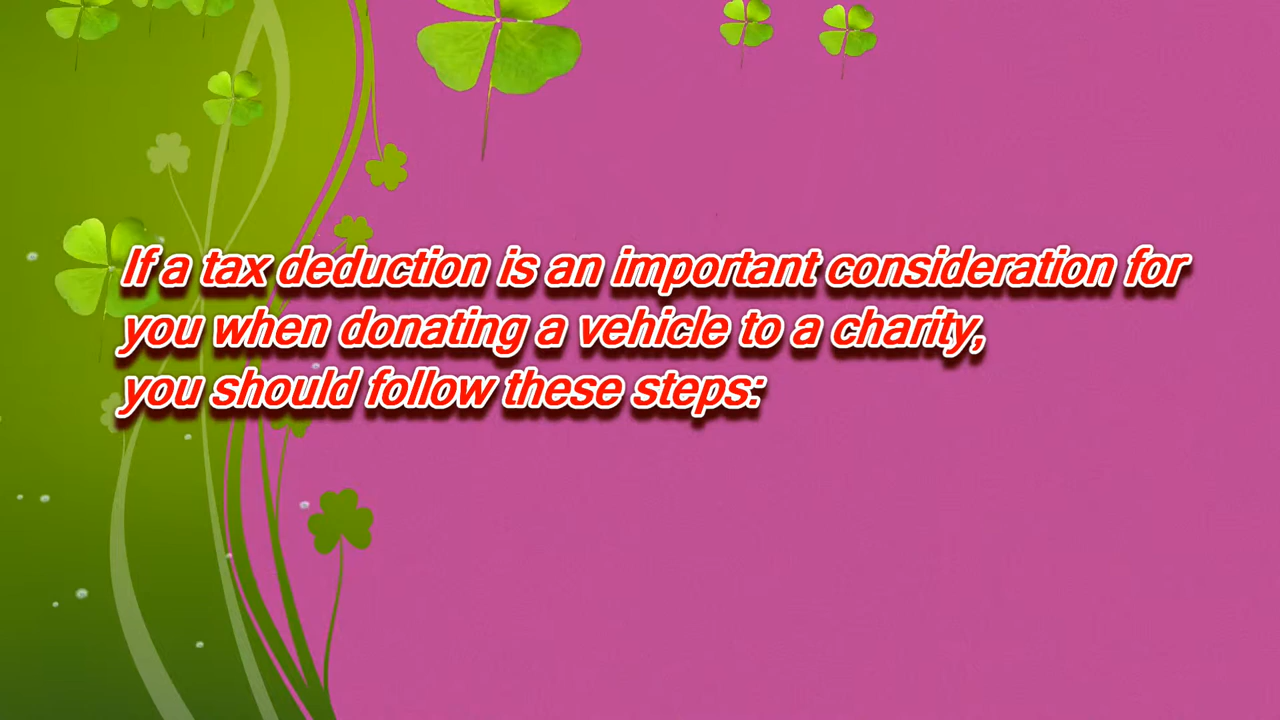 If a tax deduction is an important consideration for
you when donating a vehicle to a charity,
you should follow these steps: